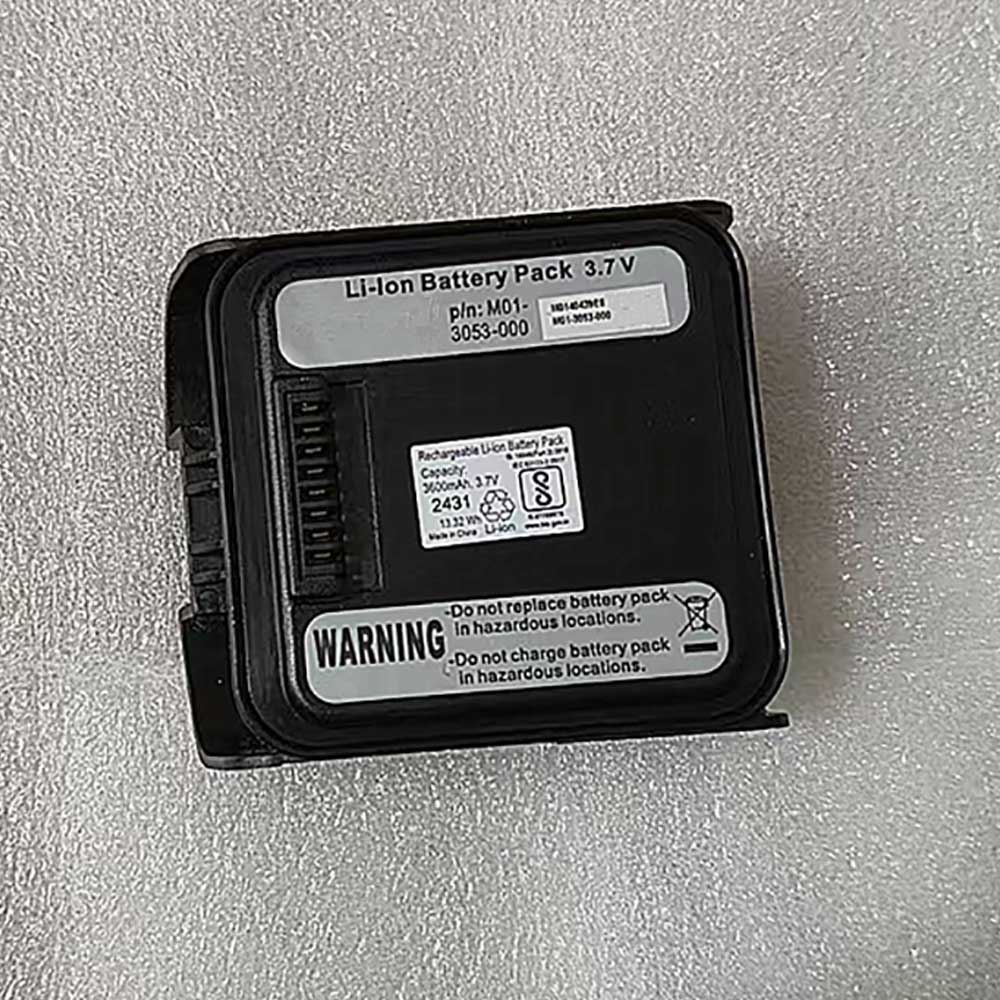 Li-Ion Battery Pack 3.7 V
p/n: M01-
3053-000
M01-3053-000
Rechargeable Li-ion Battery Pack
Capacity:
3600mAh, 3.7V
2431
13.32 Wh
Made in China
Li-ion
WARNING
-Do not replace battery pack
in hazardous locations.
-Do not charge battery pack
in hazardous locations.